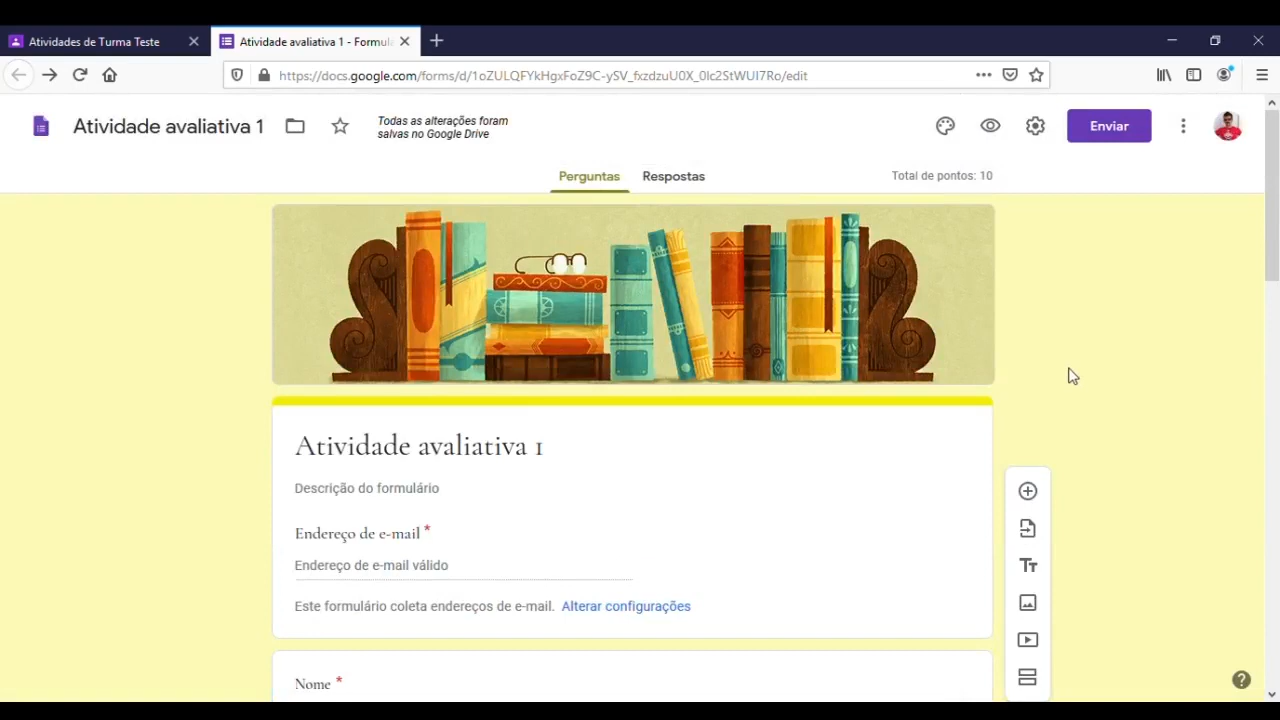 Atividades de Turma Teste
Atividade avaliativa 1 - Formula
https://docs.google.com/forms/d/1oZULQFYkHgxFoZ9C-ySV_fxzdzuU0X_0lc2StWUI7Ro/edit
Atividade avaliativa 1
Todas as alterações foram
salvas no Google Drive
Enviar
Perguntas
Respostas
Total de pontos: 10
Atividade avaliativa 1
Descrição do formulário
Endereço de e-mail *
Endereço de e-mail válido
Este formulário coleta endereços de e-mail. Alterar configurações
Nome *